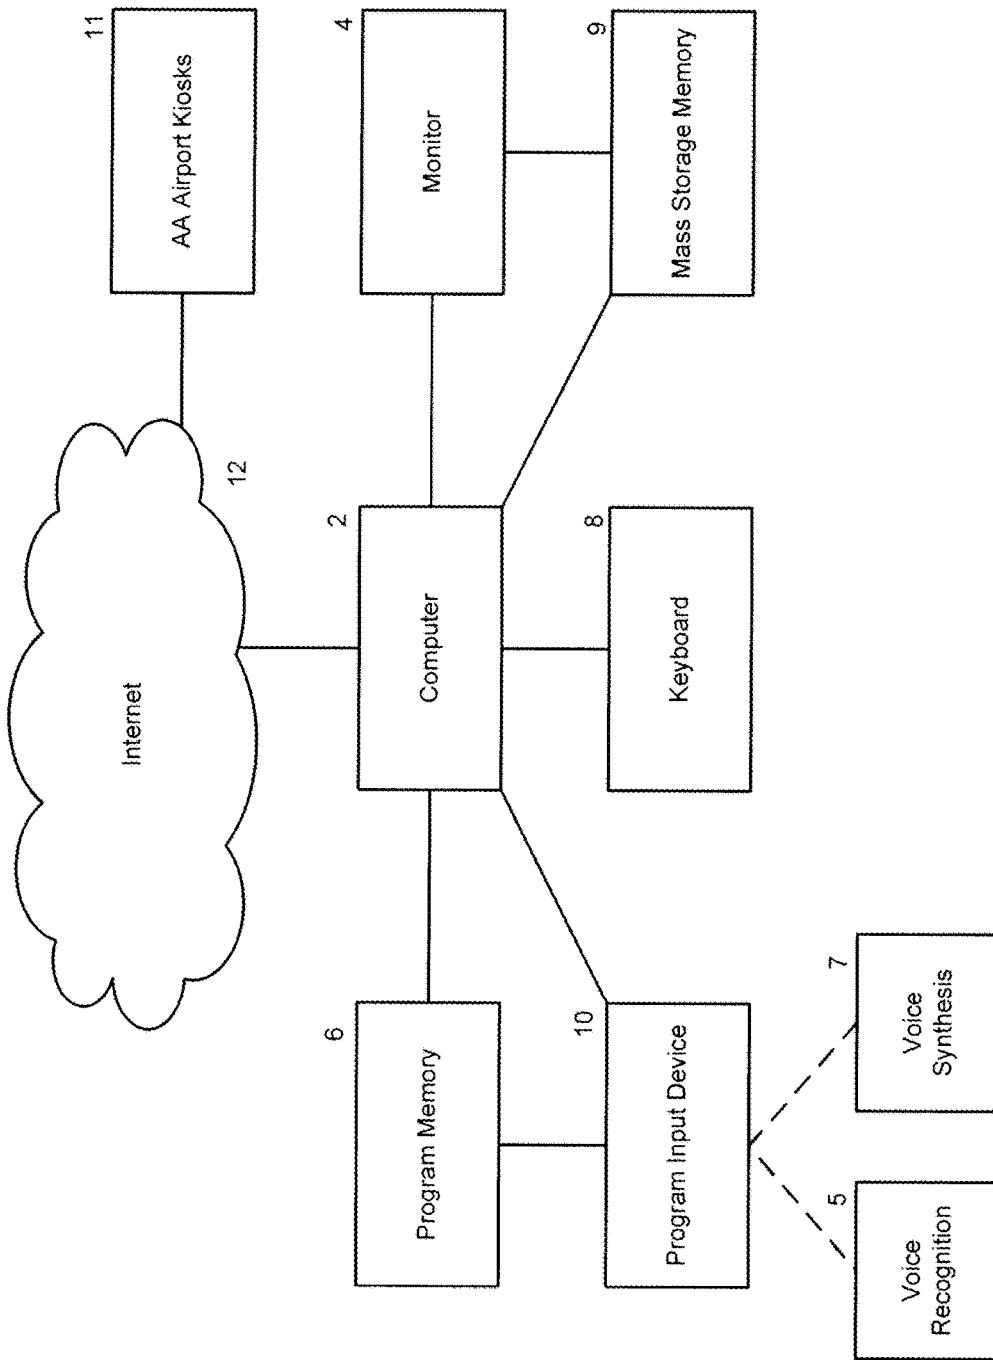 Internet
12
AA Airport Kiosks
11
Program Memory
6
Computer
2
Monitor
4
Program Input Device
10
Keyboard
8
Mass Storage Memory
9
Voice
Recognition
5
Voice
Synthesis
7